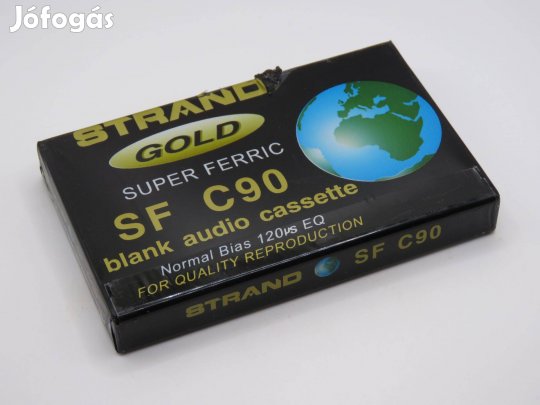 Jófogás
STRAND
GOLD
SUPER FERRIC
SF C90
blank audio cassette
Normal Bias 120us EQ
FOR QUALITY REPRODUCTION
STRAND SF C90